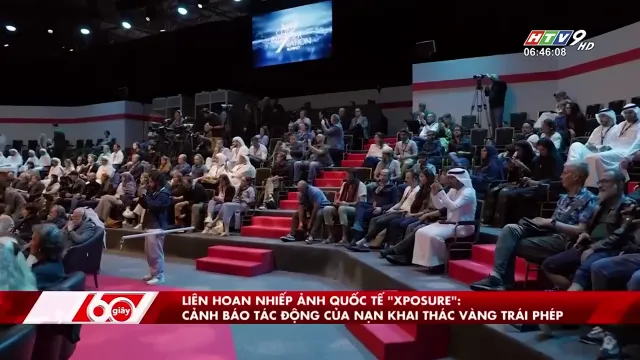 HTV9 HD
06:46:08
60 giây
LIÊN HOAN NHIẾP ẢNH QUỐC TẾ "XPOSURE":
CẢNH BÁO TÁC ĐỘNG CỦA NẠN KHAI THÁC VÀNG TRÁI PHÉP